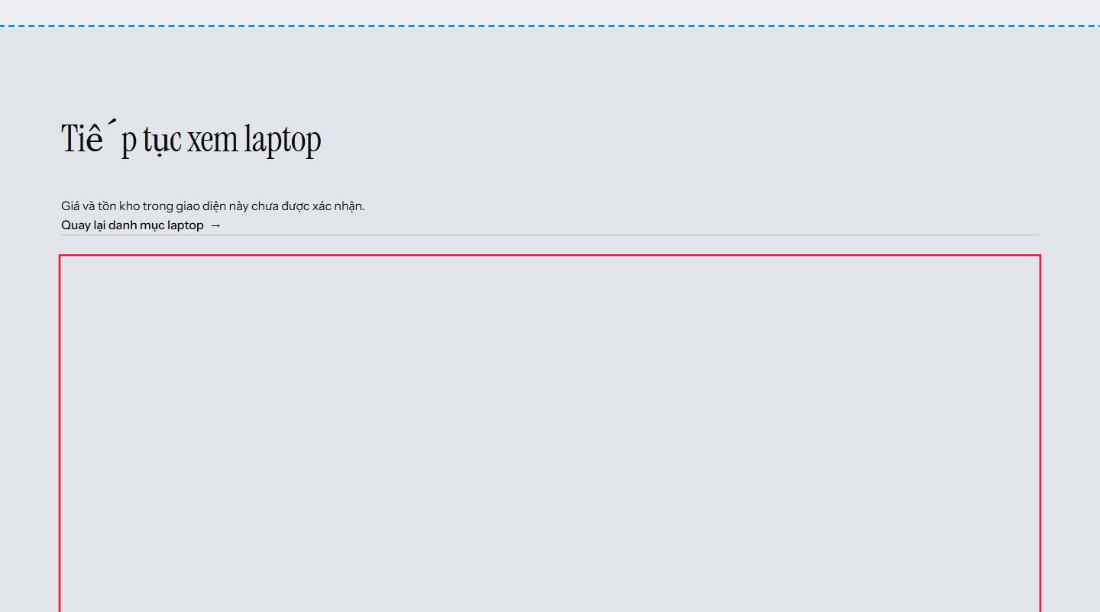 Tiếp tục xem laptop
Giá và tồn kho trong giao diện này chưa được xác nhận.
Quay lại danh mục laptop →